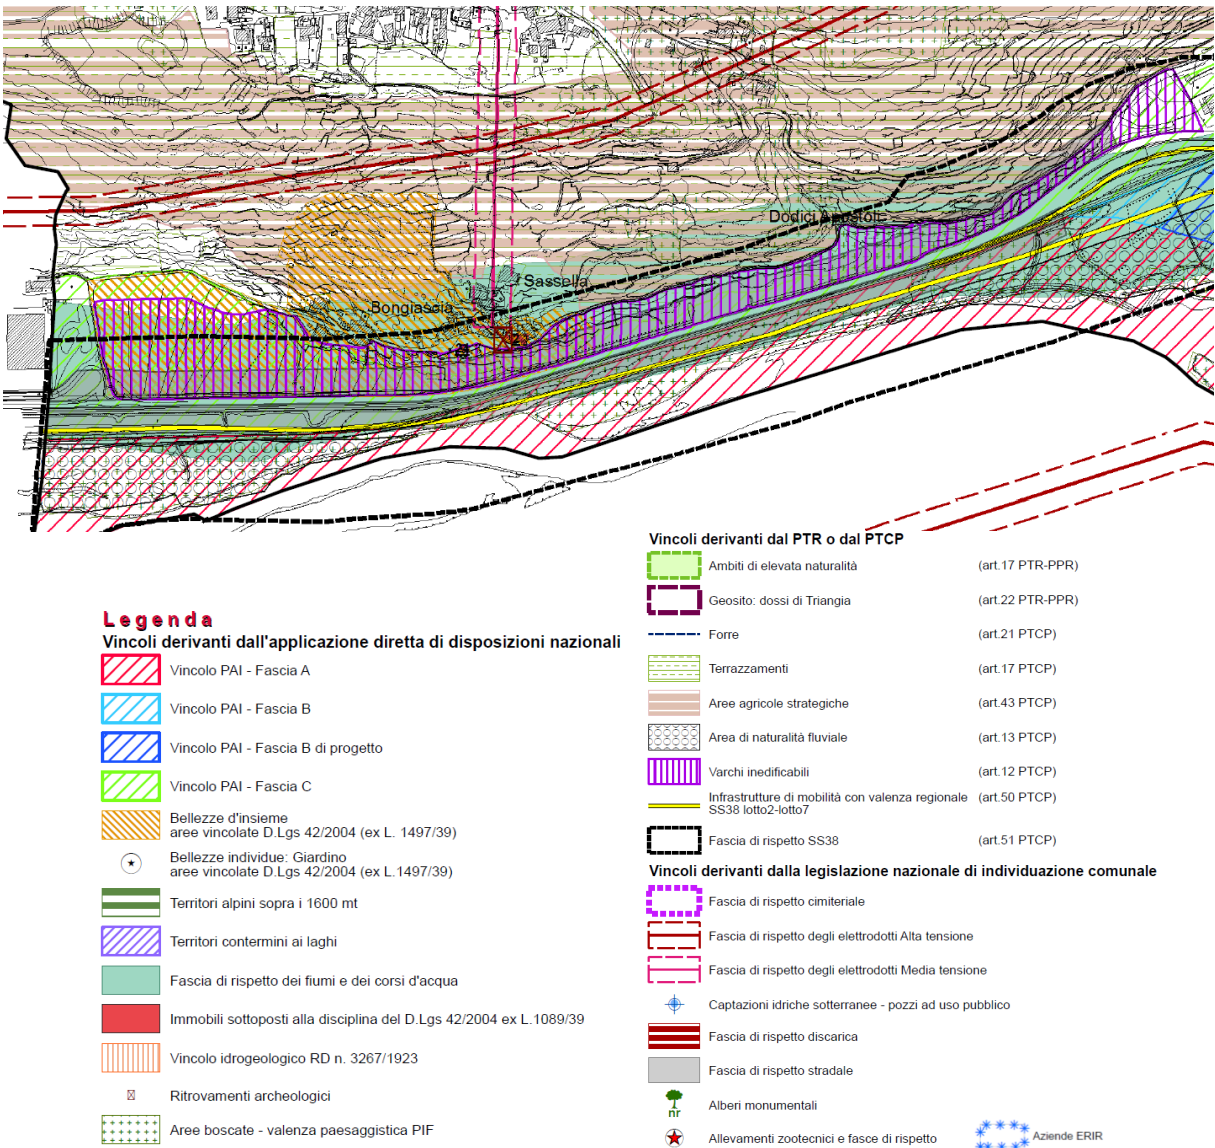 Dodici Apostoli
Sassella
Bongiascia
Legenda
Vincoli derivanti dall'applicazione diretta di disposizioni nazionali
Vincolo PAI - Fascia A
Vincolo PAI - Fascia B
Vincolo PAI - Fascia B di progetto
Vincolo PAI - Fascia C
Bellezze d'insieme
aree vincolate D.Lgs 42/2004 (ex L. 1497/39)
Bellezze individue: Giardino
aree vincolate D.Lgs 42/2004 (ex L.1497/39)
Territori alpini sopra i 1600 mt
Territori contermini ai laghi
Fascia di rispetto dei fiumi e dei corsi d'acqua
Immobili sottoposti alla disciplina del D.Lgs 42/2004 ex L.1089/39
Vincolo idrogeologico RD n. 3267/1923
Ritrovamenti archeologici
Aree boscate - valenza paesaggistica PIF
Vincoli derivanti dal PTR o dal PTCP
Ambiti di elevata naturalità (art.17 PTR-PPR)
Geosito: dossi di Triangia (art.22 PTR-PPR)
Forre (art.21 PTCP)
Terrazzamenti (art.17 PTCP)
Aree agricole strategiche (art.43 PTCP)
Area di naturalità fluviale (art.13 PTCP)
Varchi inedificabili (art.12 PTCP)
Infrastrutture di mobilità con valenza regionale (art.50 PTCP)
SS38 lotto2-lotto7
Fascia di rispetto SS38 (art.51 PTCP)
Vincoli derivanti dalla legislazione nazionale di individuazione comunale
Fascia di rispetto cimiteriale
Fascia di rispetto degli elettrodotti Alta tensione
Fascia di rispetto degli elettrodotti Media tensione
Captazioni idriche sotterranee - pozzi ad uso pubblico
Fascia di rispetto discarica
Fascia di rispetto stradale
nr
Alberi monumentali
Allevamenti zootecnici e fasce di rispetto
Aziende ERIR